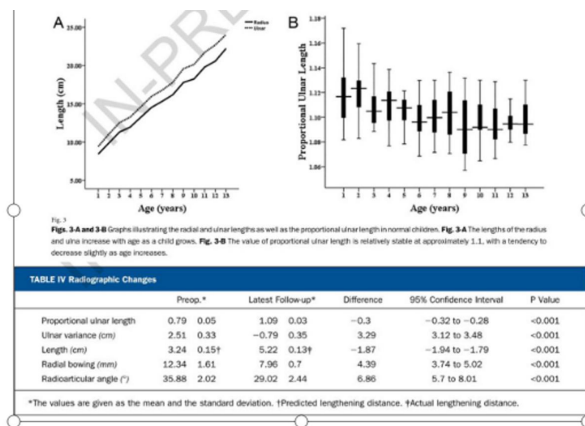 A
B
IN-PRE
Radius
Ulnar
Length (cm)
25.00
20.00
15.00
10.00
5.00
1 2 3 4 5 6 7 8 9 10 11 12 13
Age (years)
Proportional Ulnar Length
1.18
1.16
1.14
1.12
1.10
1.08
1.06
1 2 3 4 5 6 7 8 9 10 11 12 13
Age (years)
Fig. 3
Figs. 3-A and 3-B Graphs illustrating the radial and ulnar lengths as well as the proportional ulnar length in normal children. Fig. 3-A The lengths of the radius
and ulna increase with age as a child grows. Fig. 3-B The value of proportional ulnar length is relatively stable at approximately 1.1, with a tendency to
decrease slightly as age increases.
TABLE IV Radiographic Changes
Preop.* Latest Follow-up* Difference 95% Confidence Interval P Value
Proportional ulnar length 0.79 0.05 1.09 0.03 −0.3 −0.32 to −0.28 <0.001
Ulnar variance (cm) 2.51 0.33 −0.79 0.35 3.29 3.12 to 3.48 <0.001
Length (cm) 3.24 0.15† 5.22 0.13‡ −1.87 −1.94 to −1.79 <0.001
Radial bowing (mm) 12.34 1.61 7.96 0.7 4.39 3.74 to 5.02 <0.001
Radioarticular angle (°) 35.88 2.02 29.02 2.44 6.86 5.7 to 8.01 <0.001
*The values are given as the mean and the standard deviation. †Predicted lengthening distance. ‡Actual lengthening distance.